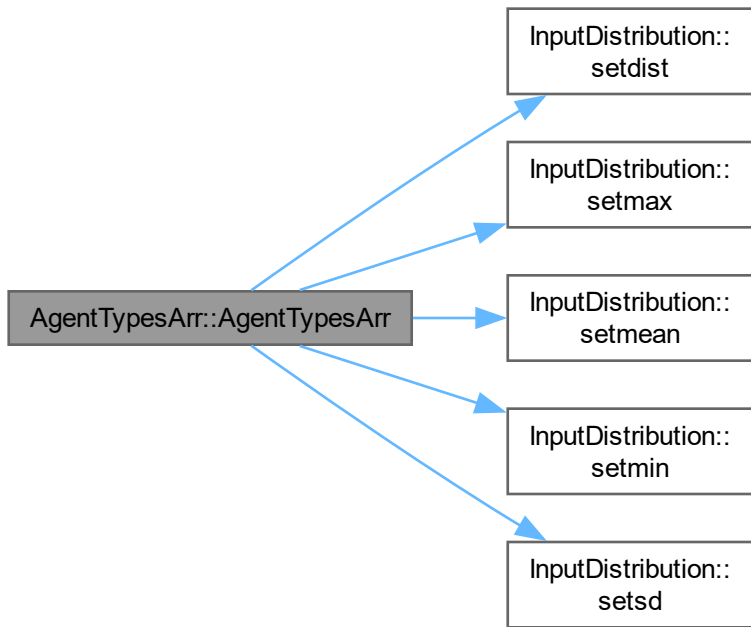 InputDistribution::
setdist
InputDistribution::
setmax
AgentTypesArr::AgentTypesArr
InputDistribution::
setmean
InputDistribution::
setmin
InputDistribution::
setsd